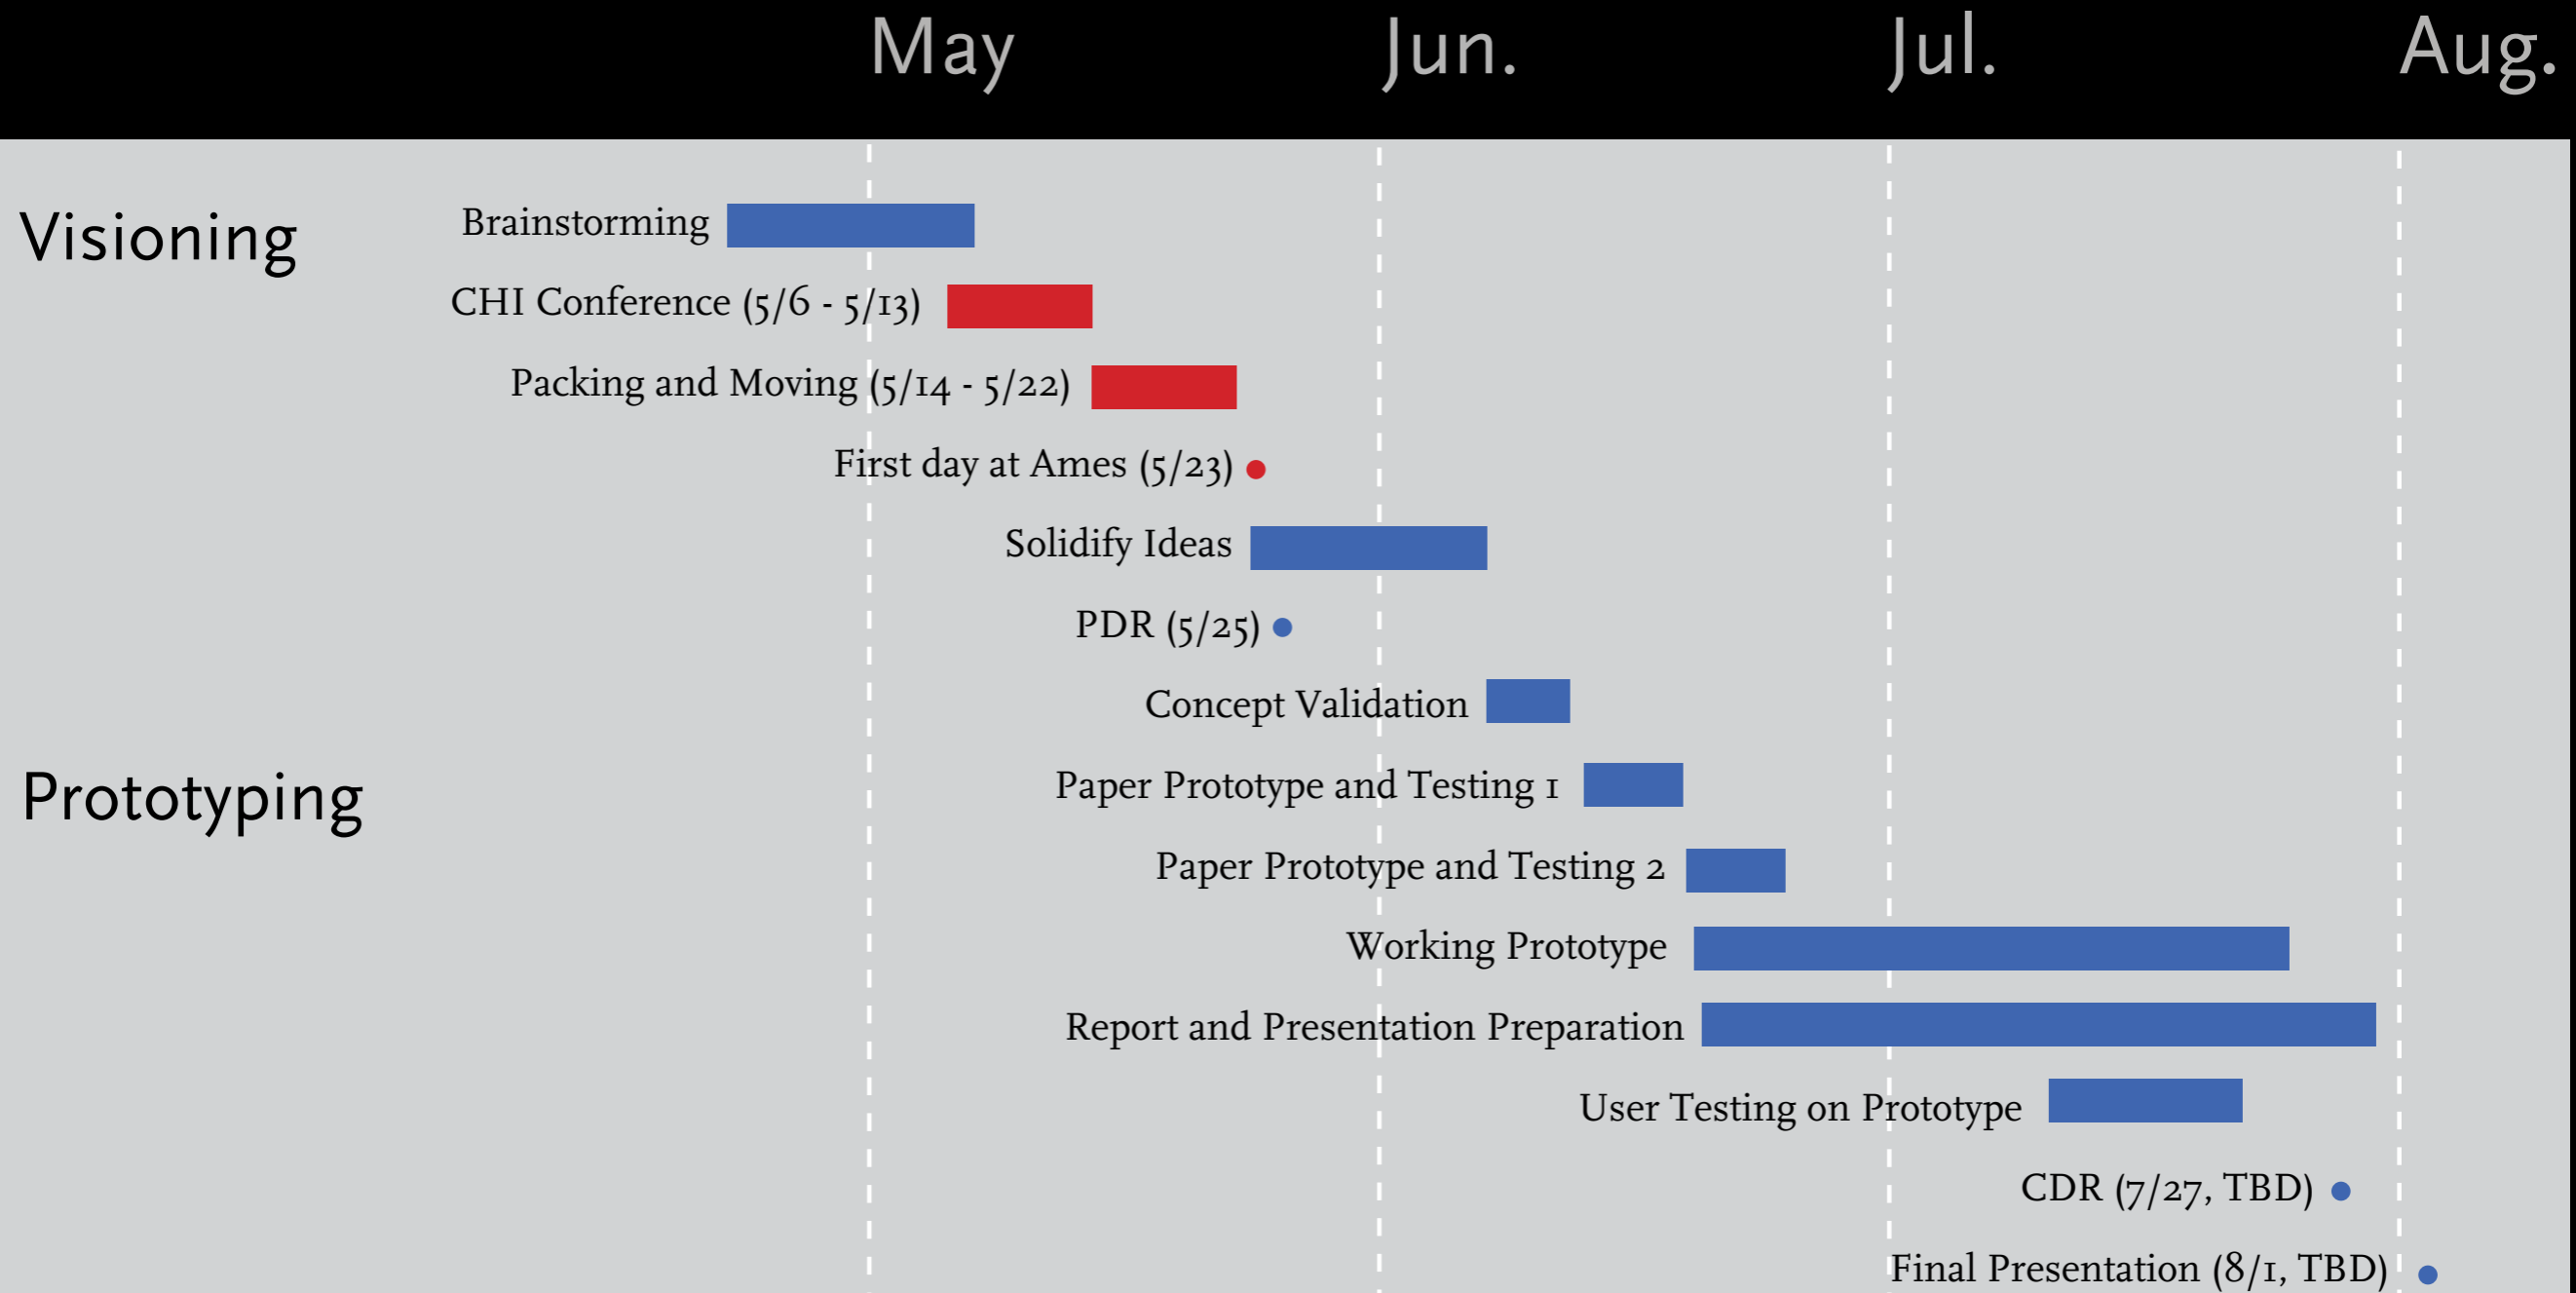 May Jun. Jul. Aug.
Visioning
Brainstorming
CHI Conference (5/6 - 5/13)
Packing and Moving (5/14 - 5/22)
First day at Ames (5/23)
Solidify Ideas
PDR (5/25)
Concept Validation
Prototyping
Paper Prototype and Testing 1
Paper Prototype and Testing 2
Working Prototype
Report and Presentation Preparation
User Testing on Prototype
CDR (7/27, TBD)
Final Presentation (8/1, TBD)